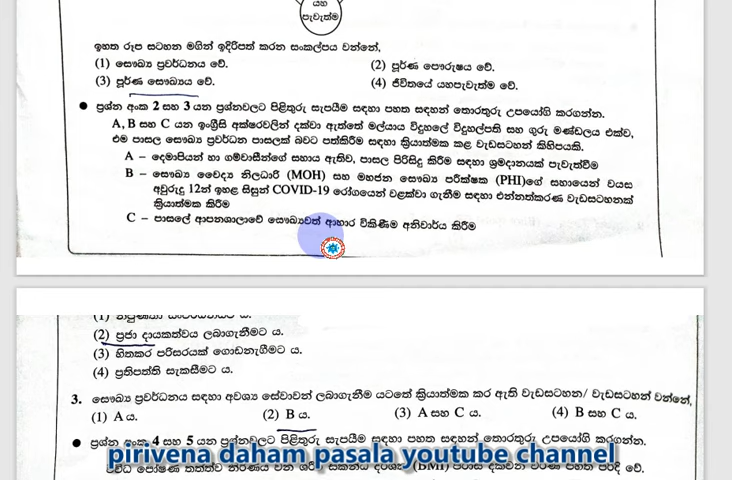 යහ
පැවැත්ම
ඉහත රූප සටහන මගින් ඉදිරිපත් කරන සංකල්පය වන්නේ,
(1) සෞඛ්‍ය ප්‍රවර්ධනය වේ. (2) පූර්ණ පෞරුෂය වේ.
(3) පූර්ණ සෞඛ්‍යය වේ. (4) ජීවිතයේ යහපැවැත්ම වේ.
● ප්‍රශ්න අංක 2 සහ 3 යන ප්‍රශ්නවලට පිළිතුරු සැපයීම සඳහා පහත සඳහන් තොරතුරු උපයෝගි කරගන්න.
A, B සහ C යන ඉංග්‍රීසි අක්ෂරවලින් දක්වා ඇත්තේ මල්යාය විදුහලේ විදුහල්පති සහ ගුරු මණ්ඩලය එක්ව,
එම පාසල සෞඛ්‍ය ප්‍රවර්ධන පාසලක් බවට පත්කිරීම සඳහා ක්‍රියාත්මක කළ වැඩසටහන් කිහිපයකි.
A – දෙමාපියන් හා ගම්වාසීන්ගේ සහාය ඇතිව, පාසල පිරිසිදු කිරීම සඳහා ශ්‍රමදානයක් පැවැත්වීම
B – සෞඛ්‍ය වෛද්‍ය නිලධාරි (MOH) සහ මහජන සෞඛ්‍ය පරීක්ෂක (PHI)ගේ සහායෙන් වයස
අවුරුදු 12න් ඉහළ සිසුන් COVID-19 රෝගයෙන් වළක්වා ගැනීම සඳහා එන්නත්කරණ වැඩසටහනක්
ක්‍රියාත්මක කිරීම
C – පාසලේ ආපනශාලාවේ සෞඛ්‍යවත් ආහාර විකිණීම අනිවාර්ය කිරීම
(2) ප්‍රජා දායකත්වය ලබාගැනීමට ය.
(3) හිතකර පරිසරයක් ගොඩනැගීමට ය.
(4) ප්‍රතිපත්ති සැකසීමට ය.
3. සෞඛ්‍ය ප්‍රවර්ධනය සඳහා අවශ්‍ය සේවාවන් ලබාගැනීම යටතේ ක්‍රියාත්මක කර ඇති වැඩසටහන/ වැඩසටහන් වන්නේ,
(1) A ය. (2) B ය. (3) A සහ C ය. (4) B සහ C ය.
● ප්‍රශ්න අංක 4 සහ 5 යන ප්‍රශ්නවලට පිළිතුරු සැපයීම සඳහා පහත සඳහන් තොරතුරු උපයෝගි කරගන්න.
pirivena daham pasala youtube channel